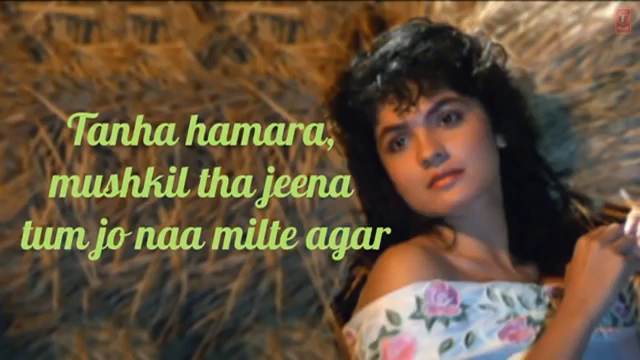 Tanha hamara,
mushkil tha jeena
tum jo naa milte agar